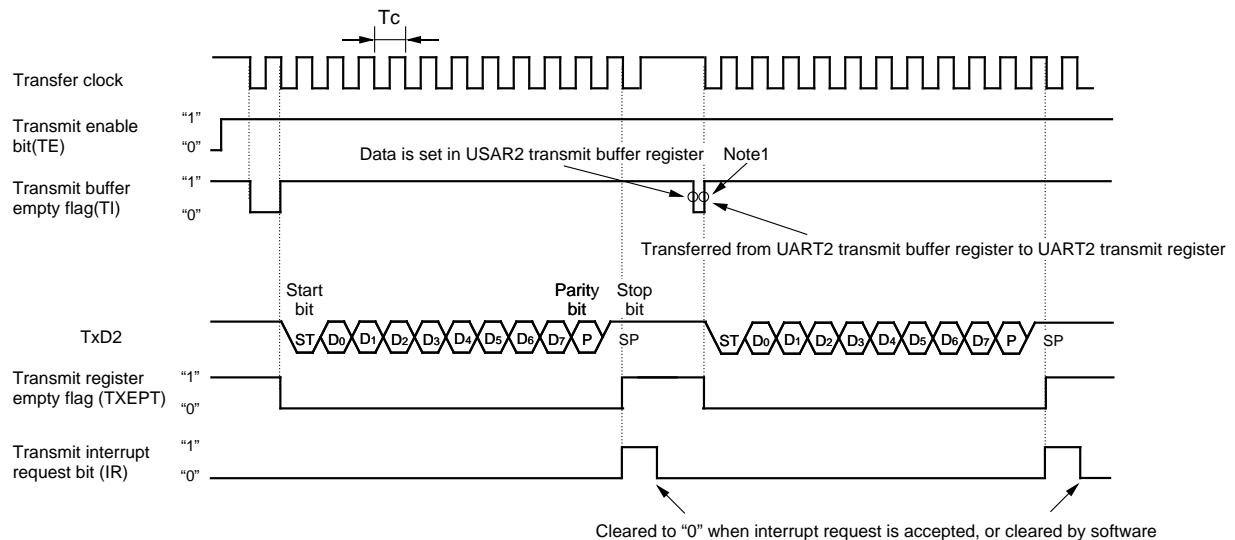 Tc
Transfer clock
Transmit enable
bit(TE)
“1”
“0”
Data is set in USAR2 transmit buffer register
Note1
Transmit buffer
empty flag(TI)
“1”
“0”
Transferred from UART2 transmit buffer register to UART2 transmit register
Start
bit
Parity
bit
Stop
bit
TxD2
ST D0 D1 D2 D3 D4 D5 D6 D7 P SP
ST D0 D1 D2 D3 D4 D5 D6 D7 P SP
Transmit register
empty flag (TXEPT)
“1”
“0”
Transmit interrupt
request bit (IR)
“1”
“0”
Cleared to “0” when interrupt request is accepted, or cleared by software